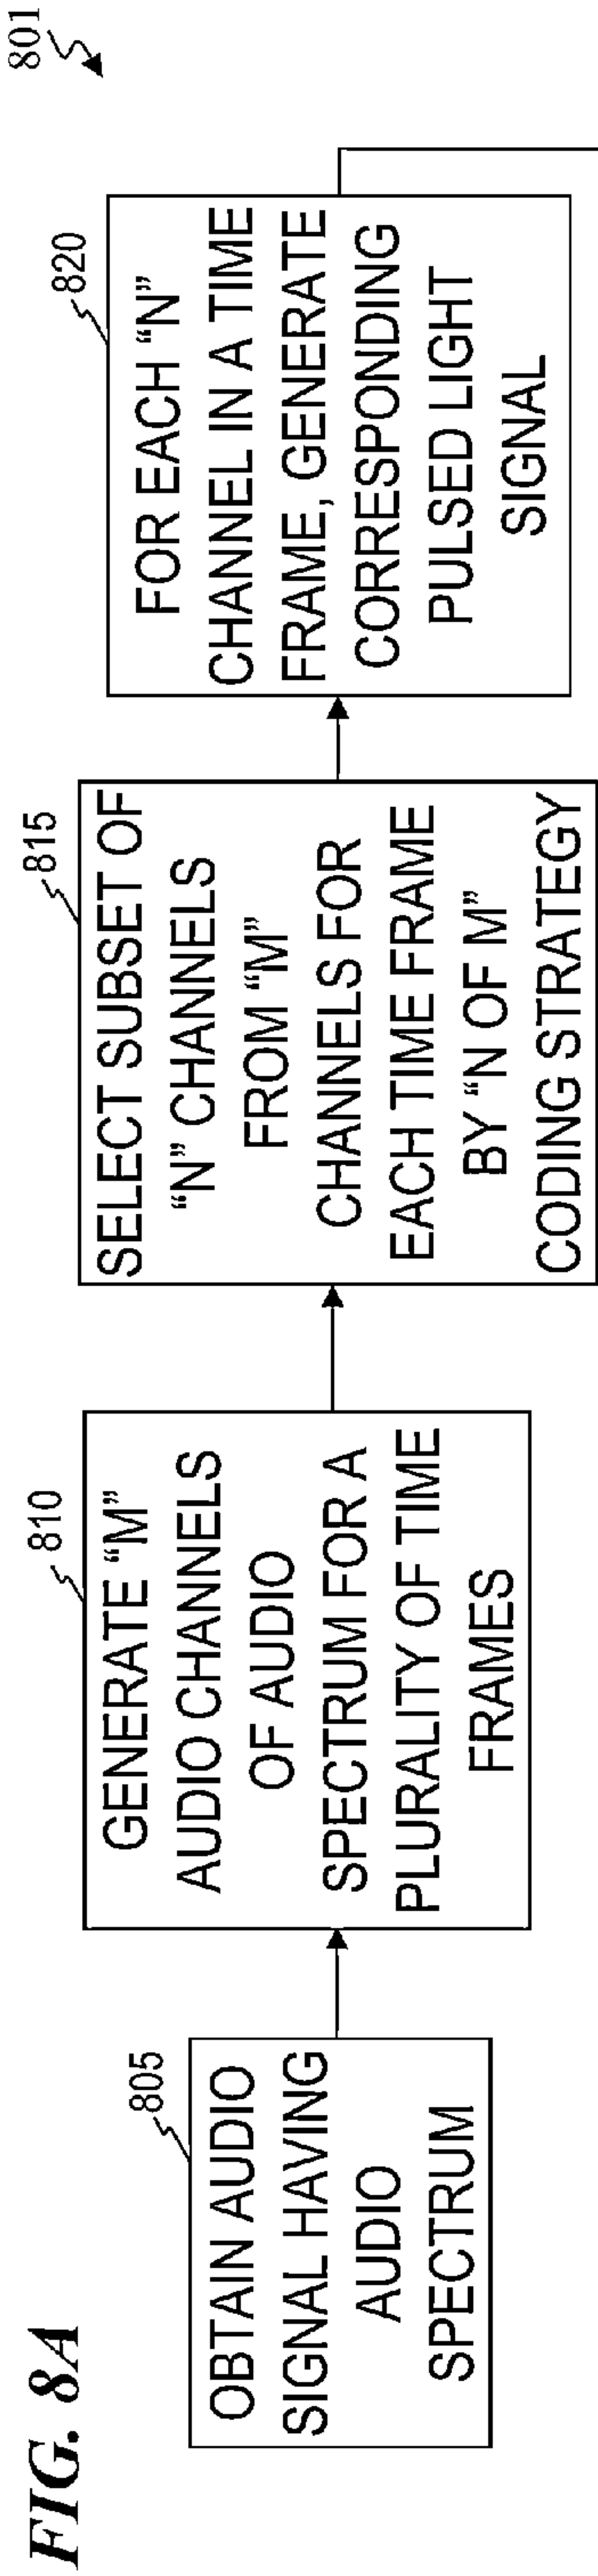 FIG. 8A
801
805
OBTAIN AUDIO
SIGNAL HAVING
AUDIO
SPECTRUM
810
GENERATE “M”
AUDIO CHANNELS
OF AUDIO
SPECTRUM FOR A
PLURALITY OF TIME
FRAMES
815
SELECT SUBSET OF
“N” CHANNELS
FROM “M”
CHANNELS FOR
EACH TIME FRAME
BY “N OF M”
CODING STRATEGY
820
FOR EACH “N”
CHANNEL IN A TIME
FRAME, GENERATE
CORRESPONDING
PULSED LIGHT
SIGNAL